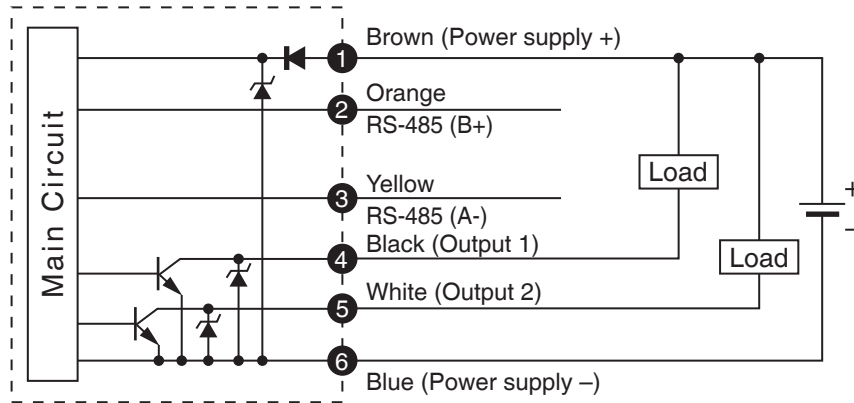 Main Circuit
1
Brown (Power supply +)
2
Orange
RS-485 (B+)
3
Yellow
RS-485 (A-)
4
Black (Output 1)
5
White (Output 2)
6
Blue (Power supply –)
Load
Load
+
–